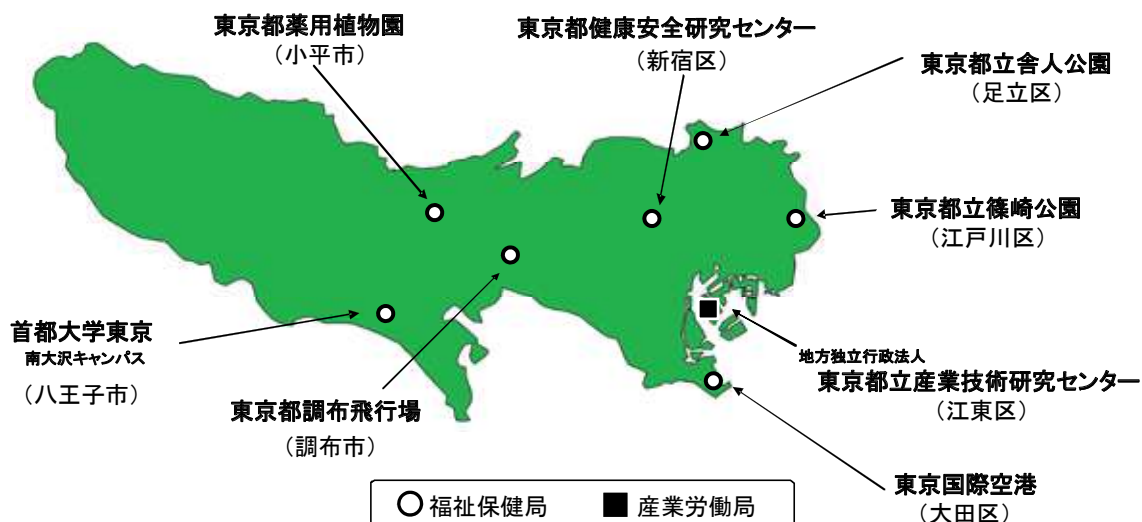 東京都薬用植物園
（小平市）
東京都健康安全研究センター
（新宿区）
東京都立舎人公園
（足立区）
東京都立篠崎公園
（江戸川区）
首都大学東京
南大沢キャンパス
（八王子市）
東京都調布飛行場
（調布市）
地方独立行政法人
東京都立産業技術研究センター
（江東区）
東京国際空港
（大田区）
福祉保健局 産業労働局